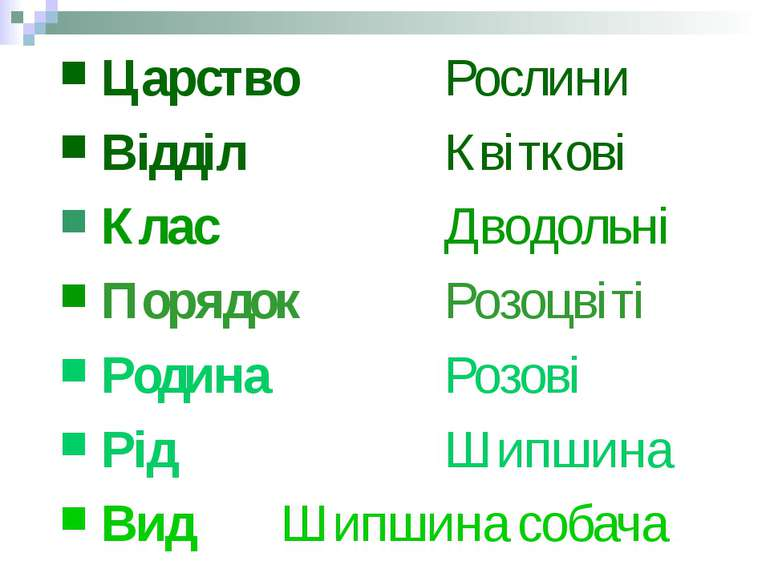 Царство Рослини
Відділ Квіткові
Клас Дводольні
Порядок Розоцвіті
Родина Розові
Рід Шипшина
Вид Шипшина собача